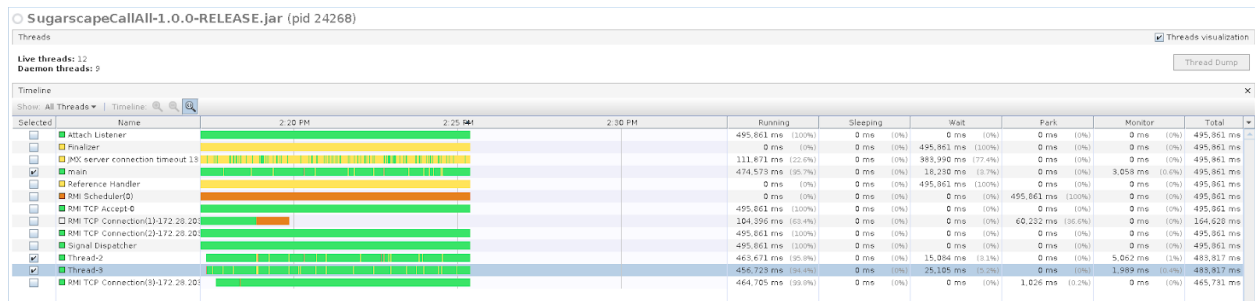 SugarscapeCallAll-1.0.0-RELEASE.jar (pid 24268)
Threads
Threads visualization
Live threads: 12
Daemon threads: 9
Thread Dump
Timeline
Show: All Threads Timeline:
Selected Name 2:20 PM 2:25 PM 2:30 PM Running Sleeping Wait Park Monitor Total
Attach Listener 495,861 ms (100%) 0 ms (0%) 0 ms (0%) 0 ms (0%) 0 ms (0%) 495,861 ms
Finalizer 0 ms (0%) 0 ms (0%) 495,861 ms (100%) 0 ms (0%) 0 ms (0%) 495,861 ms
JMX server connection timeout 13 111,871 ms (22.6%) 0 ms (0%) 383,990 ms (77.4%) 0 ms (0%) 0 ms (0%) 495,861 ms
main 474,573 ms (95.7%) 0 ms (0%) 18,230 ms (3.7%) 0 ms (0%) 3,058 ms (0.6%) 495,861 ms
Reference Handler 0 ms (0%) 0 ms (0%) 495,861 ms (100%) 0 ms (0%) 0 ms (0%) 495,861 ms
RMI Scheduler(0) 0 ms (0%) 0 ms (0%) 0 ms (0%) 495,861 ms (100%) 0 ms (0%) 495,861 ms
RMI TCP Accept-0 495,861 ms (100%) 0 ms (0%) 0 ms (0%) 0 ms (0%) 0 ms (0%) 495,861 ms
RMI TCP Connection(1)-172.28.203 104,396 ms (63.4%) 0 ms (0%) 0 ms (0%) 60,232 ms (36.6%) 0 ms (0%) 164,628 ms
RMI TCP Connection(2)-172.28.203 495,861 ms (100%) 0 ms (0%) 0 ms (0%) 0 ms (0%) 0 ms (0%) 495,861 ms
Signal Dispatcher 495,861 ms (100%) 0 ms (0%) 0 ms (0%) 0 ms (0%) 0 ms (0%) 495,861 ms
Thread-2 463,671 ms (95.8%) 0 ms (0%) 15,084 ms (3.1%) 0 ms (0%) 5,062 ms (1%) 483,817 ms
Thread-3 456,723 ms (94.4%) 0 ms (0%) 25,105 ms (5.2%) 0 ms (0%) 1,989 ms (0.4%) 483,817 ms
RMI TCP Connection(3)-172.28.203 464,705 ms (99.8%) 0 ms (0%) 0 ms (0%) 1,026 ms (0.2%) 0 ms (0%) 465,731 ms